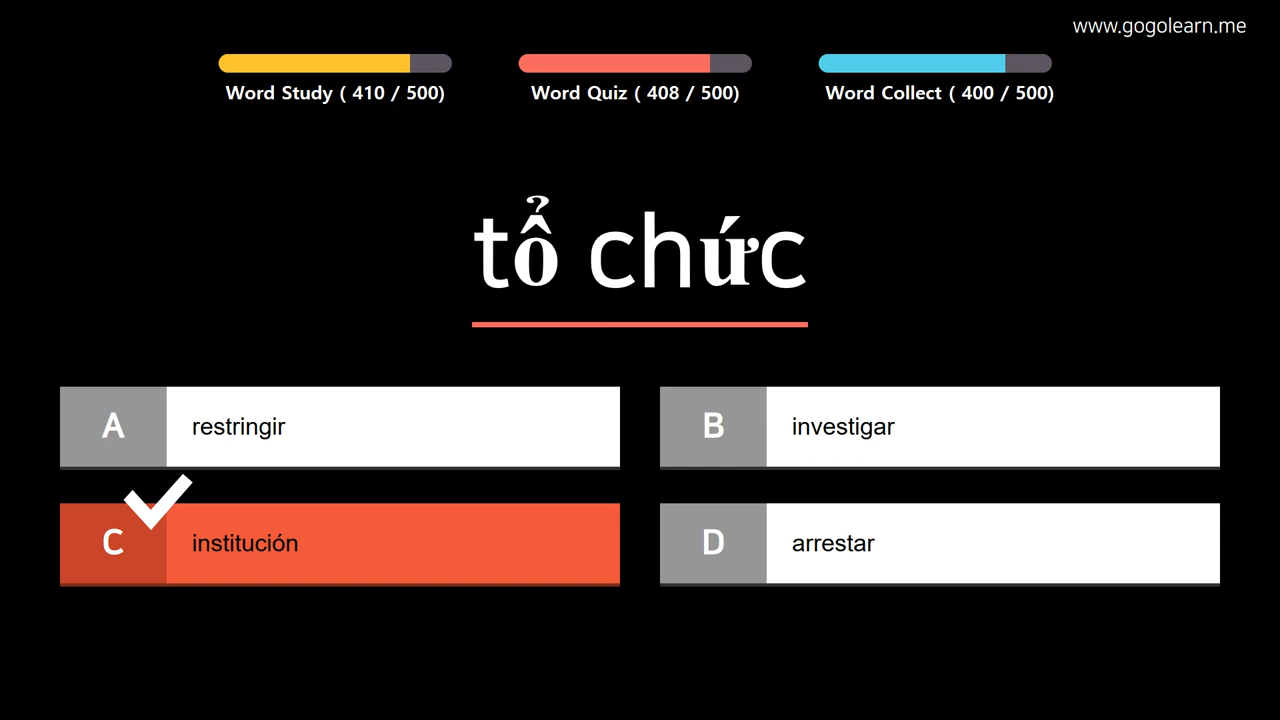 www.gogolearn.me
Word Study ( 410 / 500)
Word Quiz ( 408 / 500)
Word Collect ( 400 / 500)
tổ chức
A restringir
B investigar
C institución
D arrestar